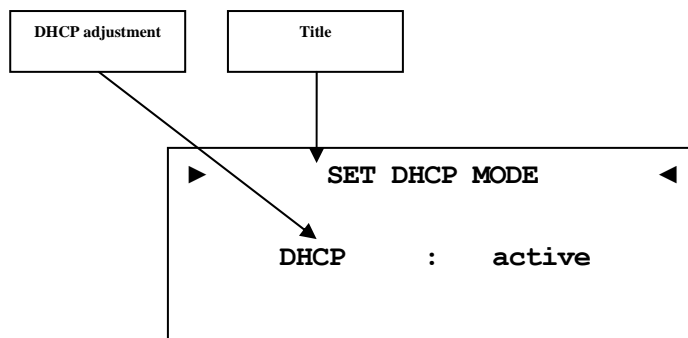 DHCP adjustment
Title
► SET DHCP MODE ◄
DHCP : active